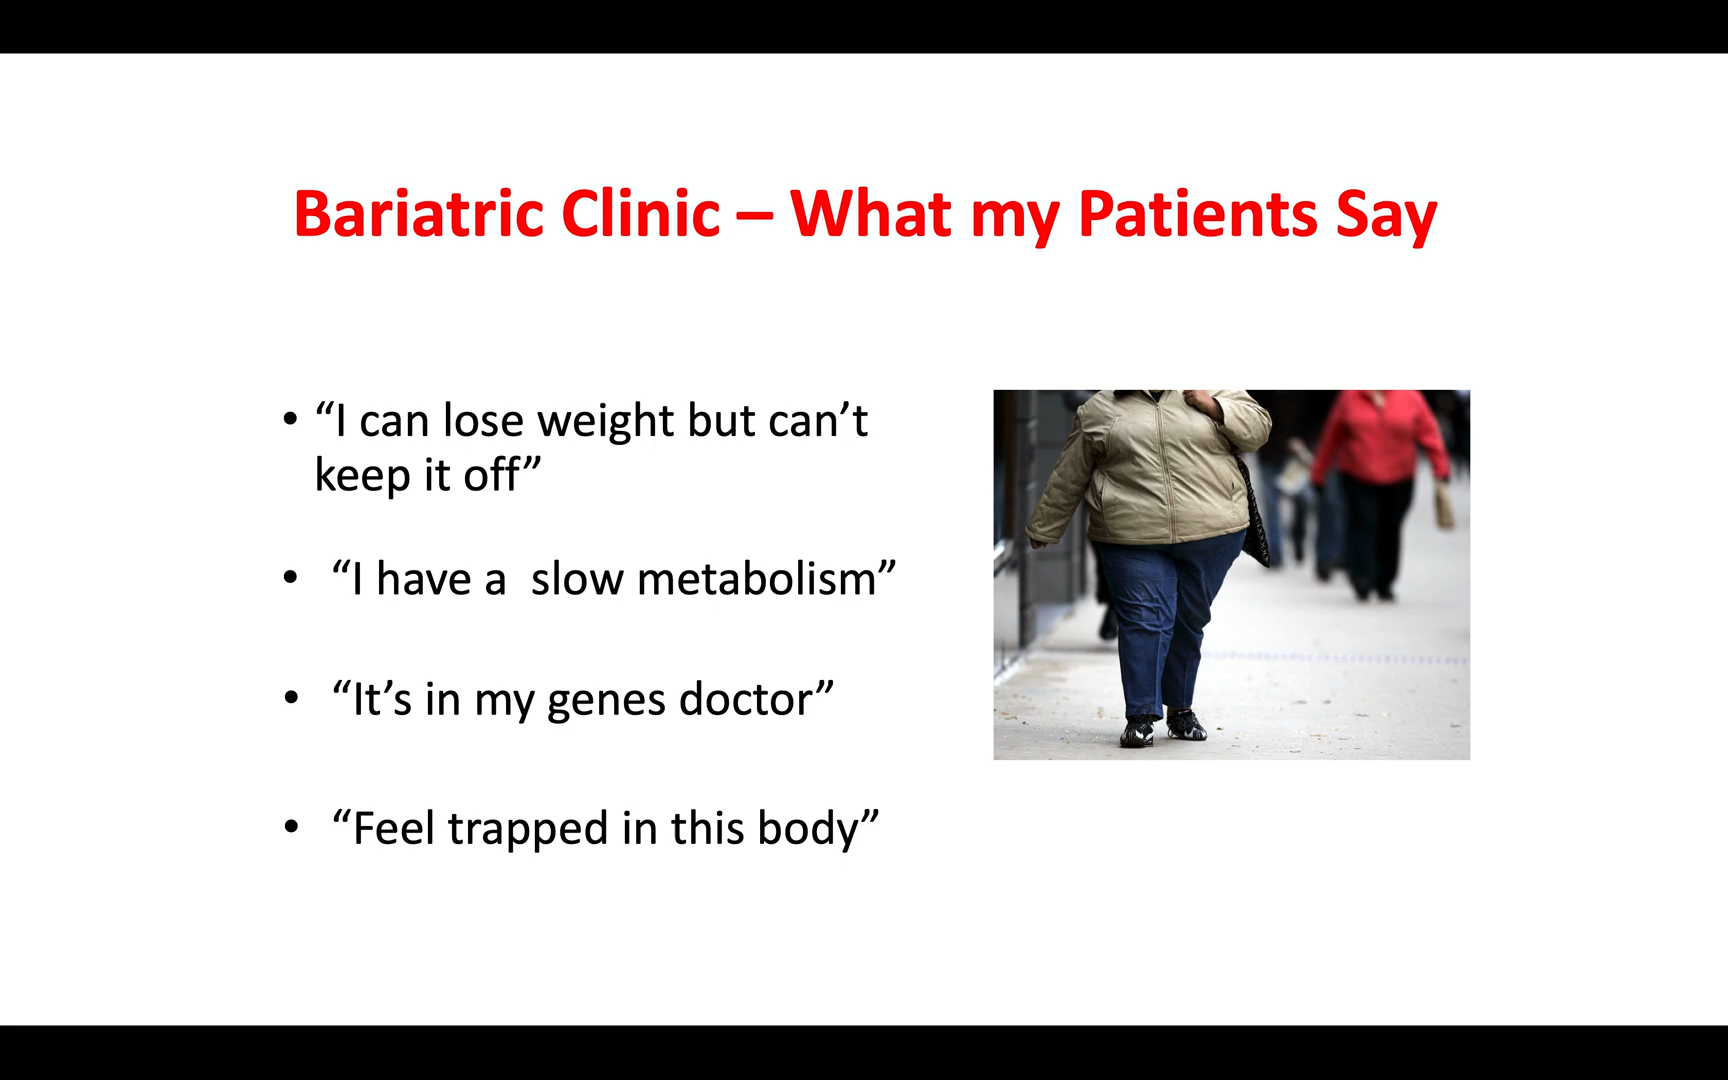 Bariatric Clinic – What my Patients Say
• “I can lose weight but can’t
keep it off”
• “I have a  slow metabolism”
• “It’s in my genes doctor”
• “Feel trapped in this body”